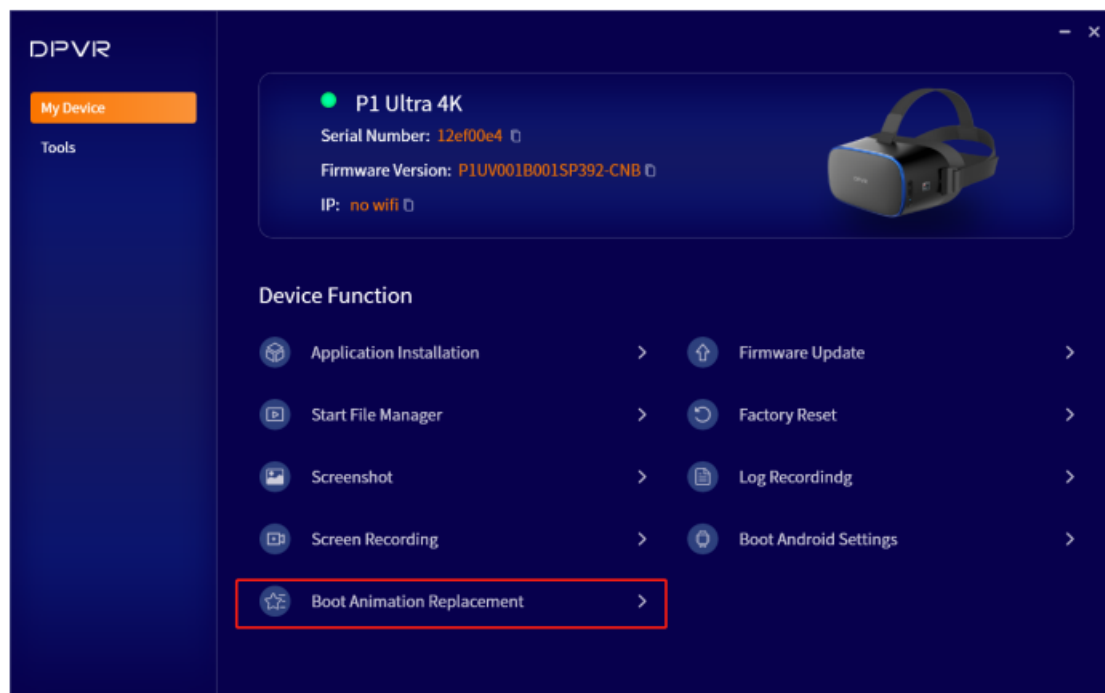 DPVR
My Device
Tools
P1 Ultra 4K
Serial Number: 12ef00e4
Firmware Version: P1UV001B001SP392-CNB
IP: no wifi
Device Function
Application Installation
Firmware Update
Start File Manager
Factory Reset
Screenshot
Log Recordindg
Screen Recording
Boot Android Settings
Boot Animation Replacement